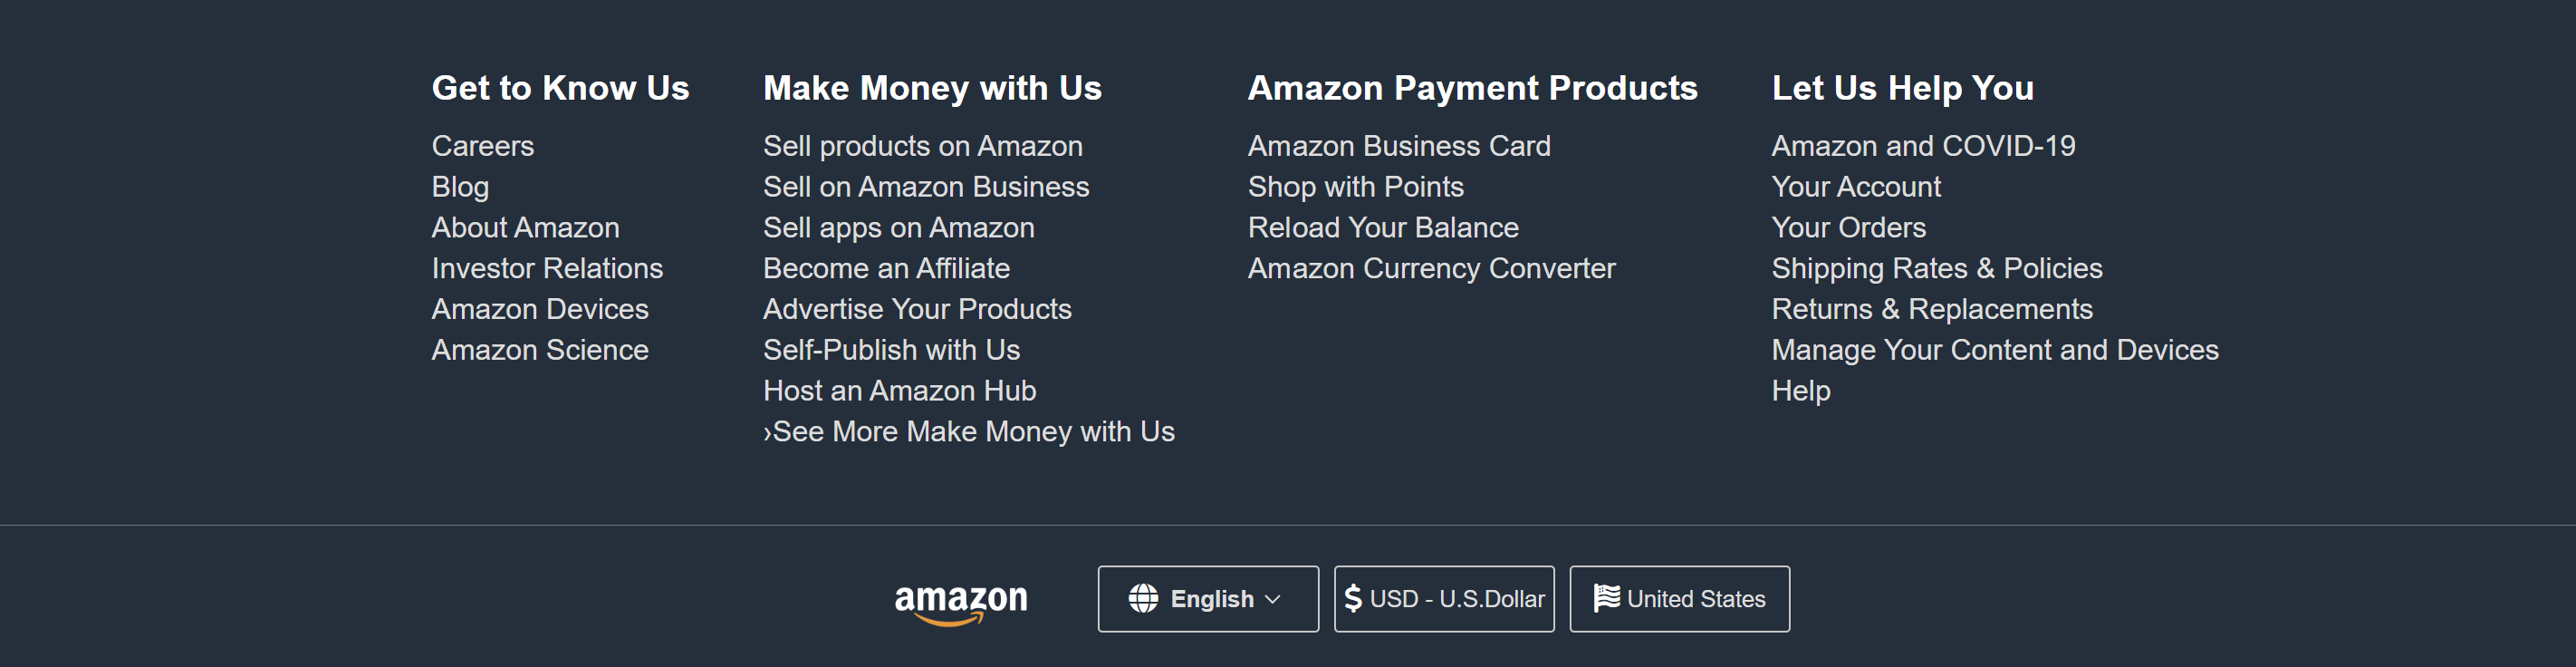 Get to Know Us
Careers
Blog
About Amazon
Investor Relations
Amazon Devices
Amazon Science
Make Money with Us
Sell products on Amazon
Sell on Amazon Business
Sell apps on Amazon
Become an Affiliate
Advertise Your Products
Self-Publish with Us
Host an Amazon Hub
›See More Make Money with Us
Amazon Payment Products
Amazon Business Card
Shop with Points
Reload Your Balance
Amazon Currency Converter
Let Us Help You
Amazon and COVID-19
Your Account
Your Orders
Shipping Rates & Policies
Returns & Replacements
Manage Your Content and Devices
Help
amazon
English
$ USD - U.S.Dollar
United States